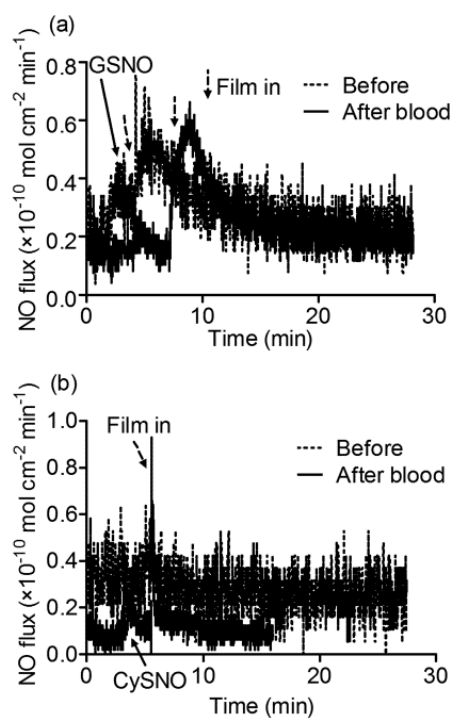 (a)
NO flux (×10⁻¹⁰ mol cm⁻² min⁻¹)
0.8
0.6
0.4
0.2
0.0
GSNO
Film in
Before
After blood
0
10
20
30
Time (min)
(b)
NO flux (×10⁻¹⁰ mol cm⁻² min⁻¹)
1.0
0.8
0.6
0.4
0.2
0.0
Film in
Before
After blood
CySNO
0
10
20
30
Time (min)